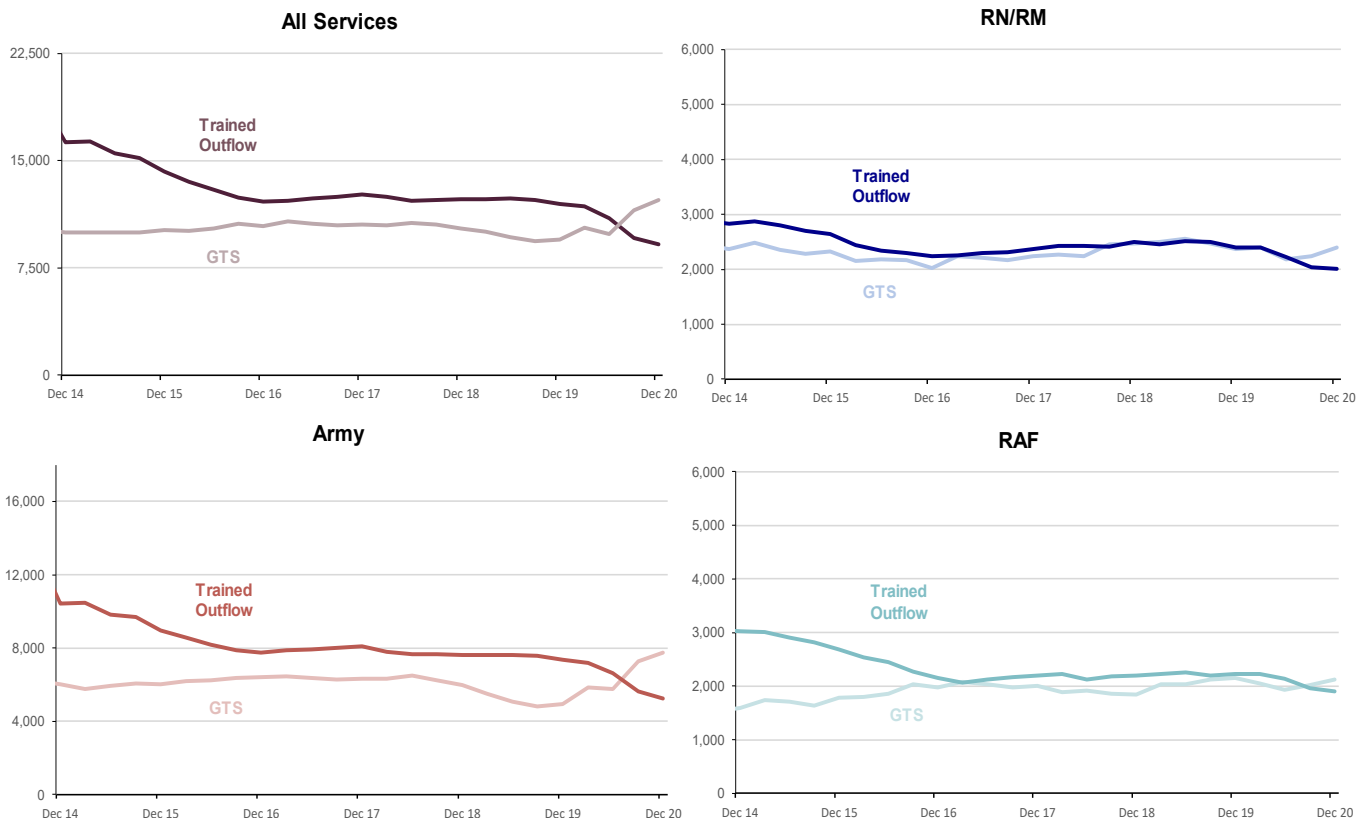 All Services
22,500
15,000
7,500
0
Trained
Outflow
GTS
Dec 14
Dec 15
Dec 16
Dec 17
Dec 18
Dec 19
Dec 20
RN/RM
6,000
5,000
4,000
3,000
2,000
1,000
0
Trained
Outflow
GTS
Dec 14
Dec 15
Dec 16
Dec 17
Dec 18
Dec 19
Dec 20
Army
16,000
12,000
8,000
4,000
0
Trained
Outflow
GTS
Dec 14
Dec 15
Dec 16
Dec 17
Dec 18
Dec 19
Dec 20
RAF
6,000
5,000
4,000
3,000
2,000
1,000
0
Trained
Outflow
GTS
Dec 14
Dec 15
Dec 16
Dec 17
Dec 18
Dec 19
Dec 20